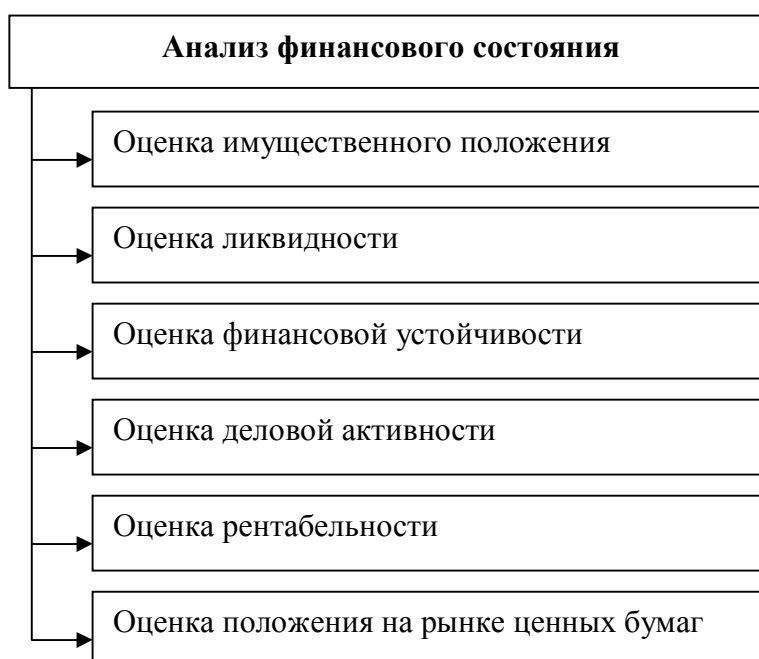 Анализ финансового состояния
Оценка имущественного положения
Оценка ликвидности
Оценка финансовой устойчивости
Оценка деловой активности
Оценка рентабельности
Оценка положения на рынке ценных бумаг